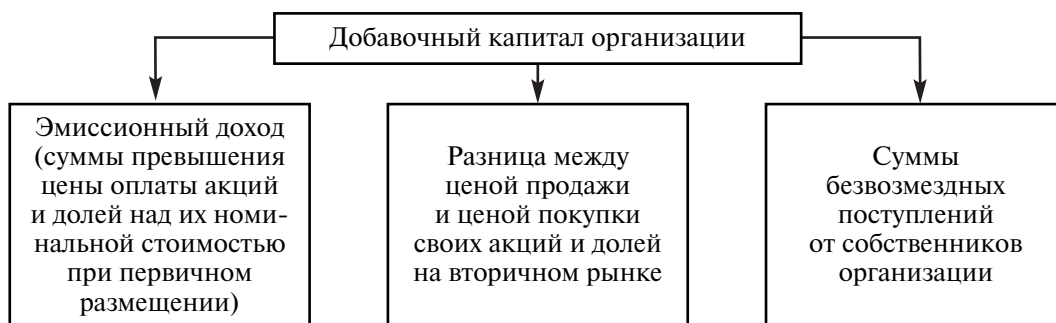 Добавочный капитал организации
Эмиссионный доход
(суммы превышения
цены оплаты акций
и долей над их номи-
нальной стоимостью
при первичном
размещении)
Разница между
ценой продажи
и ценой покупки
своих акций и долей
на вторичном рынке
Суммы
безвозмездных
поступлений
от собственников
организации